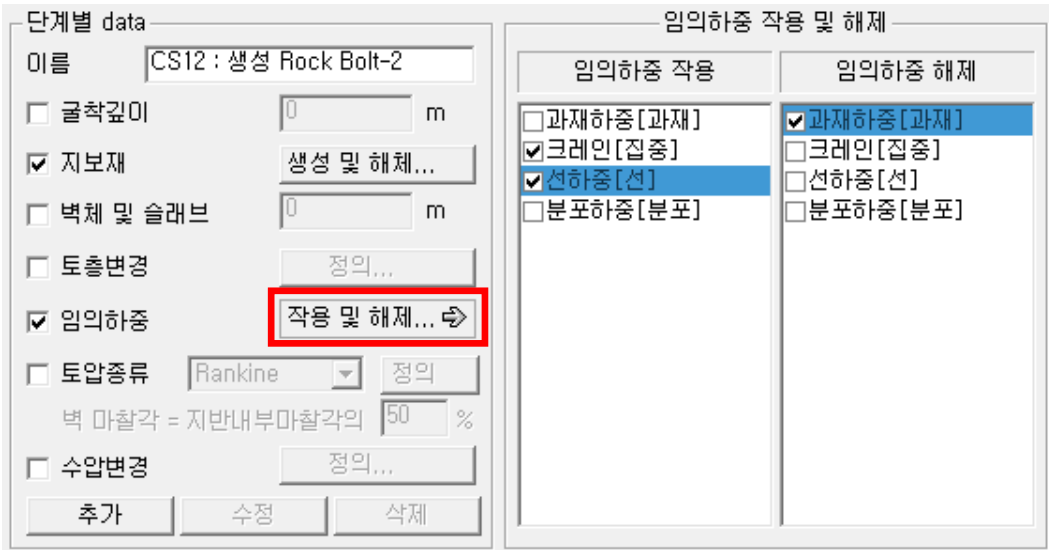 단계별 data
이름 CS12 : 생성 Rock Bolt-2
굴착깊이 0 m
지보재 생성 및 해체...
벽체 및 슬래브 0 m
토층변경 정의...
임의하중 작용 및 해제...
토압종류 Rankine 정의
벽 마찰각 = 지반내부마찰각의 50 %
수압변경 정의...
추가 수정 삭제
임의하중 작용 및 해제
임의하중 작용 임의하중 해제
과재하중[과재] 과재하중[과재]
크레인[집중] 크레인[집중]
선하중[선] 선하중[선]
분포하중[분포] 분포하중[분포]